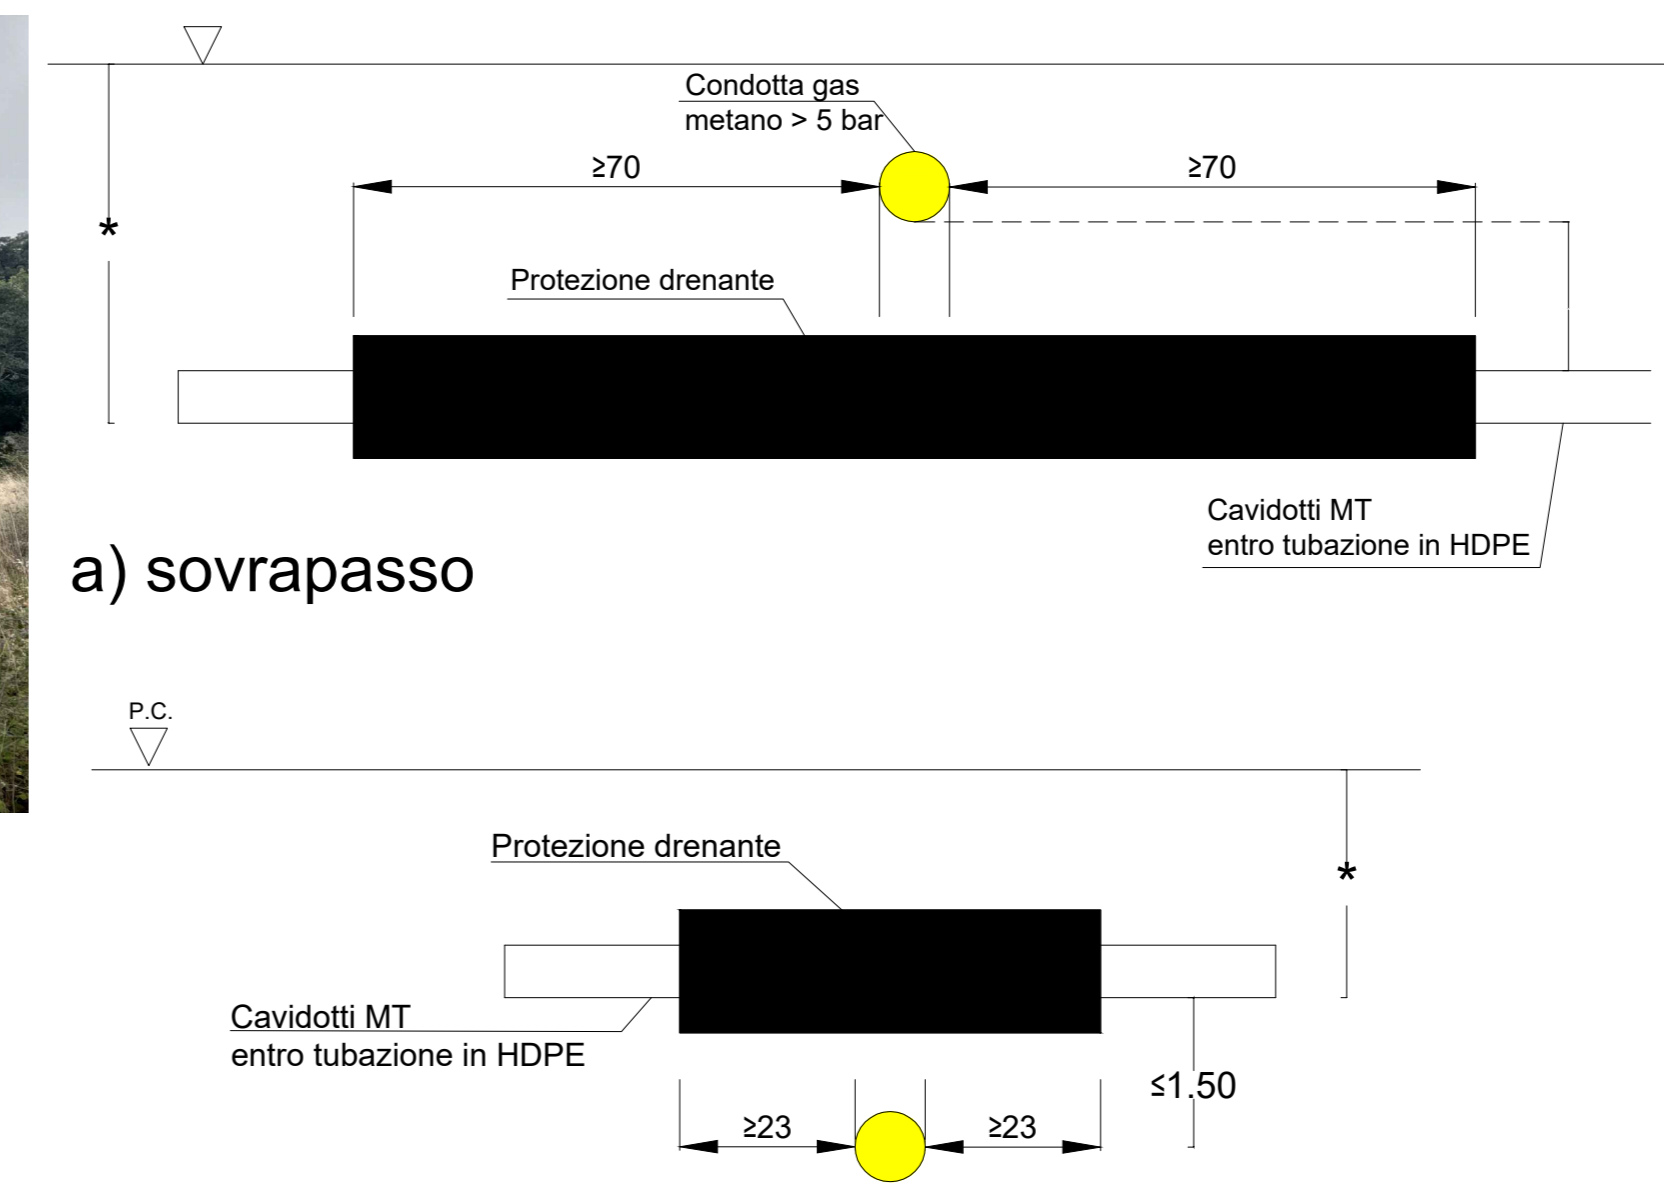 Condotta gas
metano > 5 bar
≥70
≥70
*
Protezione drenante
Cavidotti MT
entro tubazione in HDPE
a) sovrapasso
P.C.
Protezione drenante
*
Cavidotti MT
entro tubazione in HDPE
≤1.50
≥23
≥23